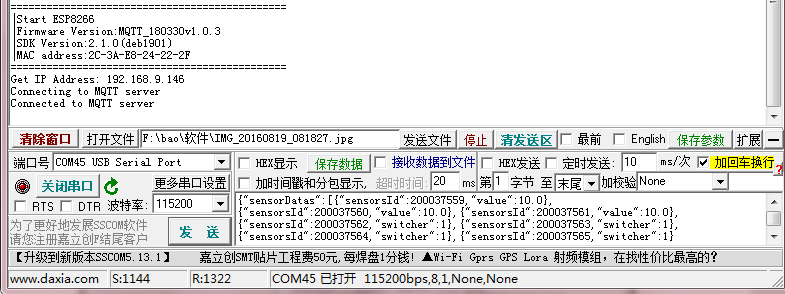 ==============================================
|Start ESP8266
|Firmware Version:MQTT_180330v1.0.3
|SDK Version:2.1.0(deb1901)
|MAC address:2C-3A-E8-24-22-2F
==============================================
Get IP Address: 192.168.9.146
Connecting to MQTT server
Connected to MQTT server
清除窗口 打开文件 F:\bao\软件\IMG_20160819_081827.jpg 发送文件 停止 清发送区 最前 English 保存参数 扩展 —
端口号 COM45 USB Serial Port HEX显示 保存数据 接收数据到文件 HEX发送 定时发送: 10 ms/次 加回车换行
关闭串口 更多串口设置 加时间戳和分包显示, 超时时间: 20 ms 第 1 字节 至 末尾 加校验 None ?
RTS DTR 波特率: 115200
为了更好地发展SSCOM软件
请您注册嘉立创F结尾客户
发 送
{"sensorDatas":[{"sensorsId":200037559,"value":10.0},
{"sensorsId":200037560,"value":10.0},{"sensorsId":200037561,"value":10.0},
{"sensorsId":200037562,"switcher":1},{"sensorsId":200037563,"switcher":1},
{"sensorsId":200037564,"switcher":1},{"sensorsId":200037565,"switcher":1}
【升级到新版本SSCOM5.13.1】 嘉立创SMT贴片工程费50元,每焊盘1分钱! ▲Wi-Fi Gprs GPS Lora 射频模组，在找性价比最高的?
www.daxia.com S:1144 R:1322 COM45 已打开 115200bps,8,1,None,None